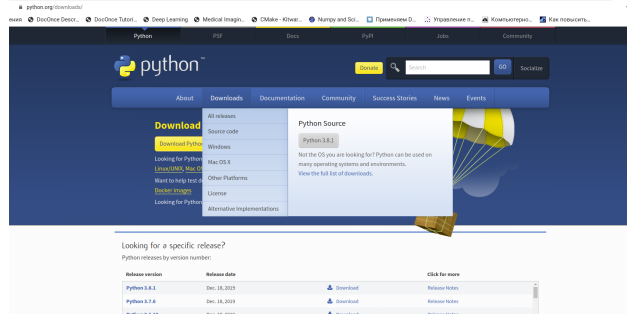 python.org/downloads/
DocOnce Descr... DocOnce Tutori... Deep Learning Medical Imagin... CMake - Kitwar... Numpy and Sci... Применяем D... Управление п... Компьютерно... Как повысить...
Python PSF Docs PyPI Jobs Community
python™
Donate Search GO Socialize
About Downloads Documentation Community Success Stories News Events
All releases
Source code
Windows
Mac OS X
Other Platforms
License
Alternative Implementations
Python Source
Python 3.8.1
Not the OS you are looking for? Python can be used on
many operating systems and environments.
View the full list of downloads.
Download
Download Pytho
Looking for Python
Linux/UNIX, Mac O
Want to help test d
Docker images
Looking for Python
Looking for a specific release?
Python releases by version number:
Release version Release date Click for more
Python 3.8.1 Dec. 18, 2019 Download Release Notes
Python 3.7.6 Dec. 18, 2019 Download Release Notes